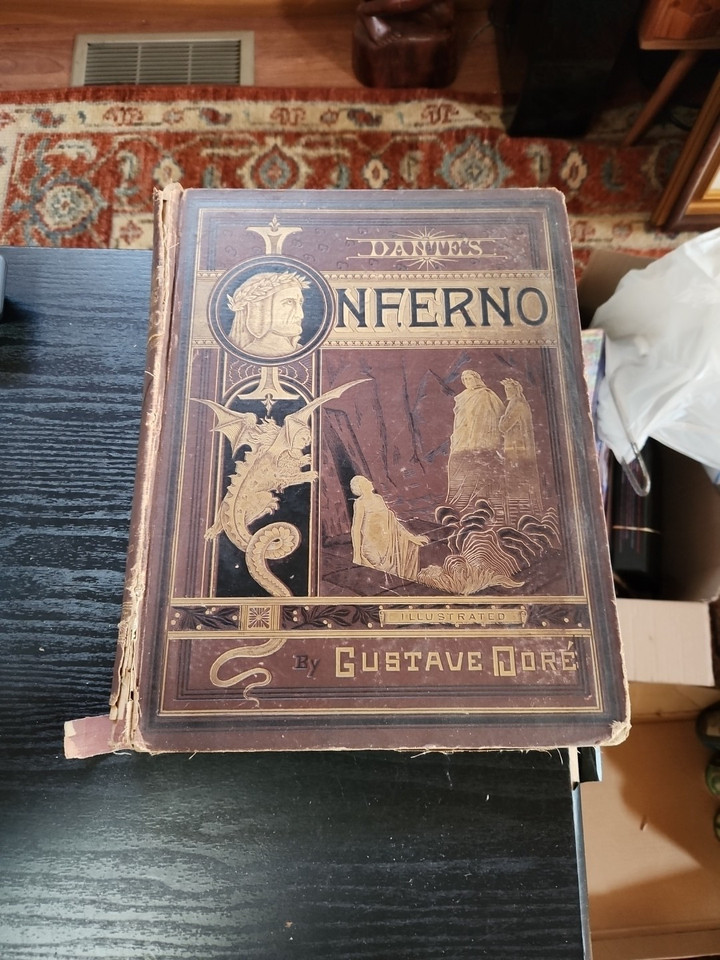 DANTE'S
INFERNO
ILLUSTRATED
By GUSTAVE DORÉ